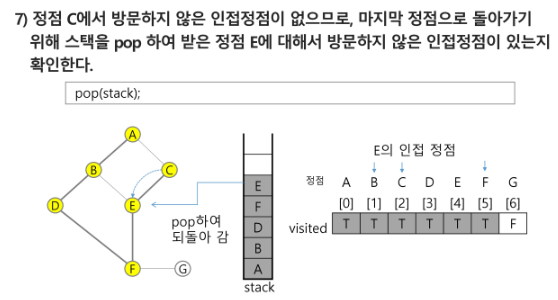 7) 정점 C에서 방문하지 않은 인접정점이 없으므로, 마지막 정점으로 돌아가기
위해 스택을 pop 하여 받은 정점 E에 대해서 방문하지 않은 인접정점이 있는지
확인한다.
pop(stack);
A
B
C
D
E
F
G
pop하여
되돌아 감
E
F
D
B
A
stack
E의 인접 정점
정점 A B C D E F G
[0] [1] [2] [3] [4] [5] [6]
visited T T T T T T F